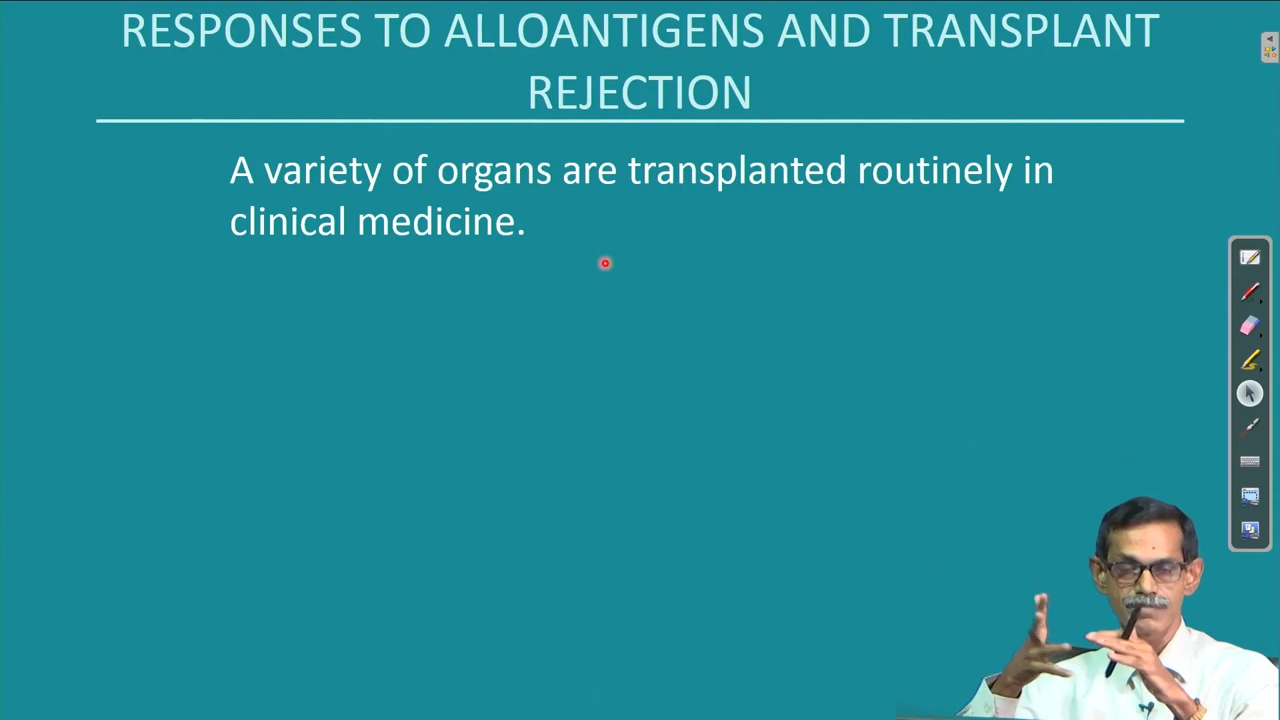 RESPONSES TO ALLOANTIGENS AND TRANSPLANT
REJECTION
A variety of organs are transplanted routinely in
clinical medicine.